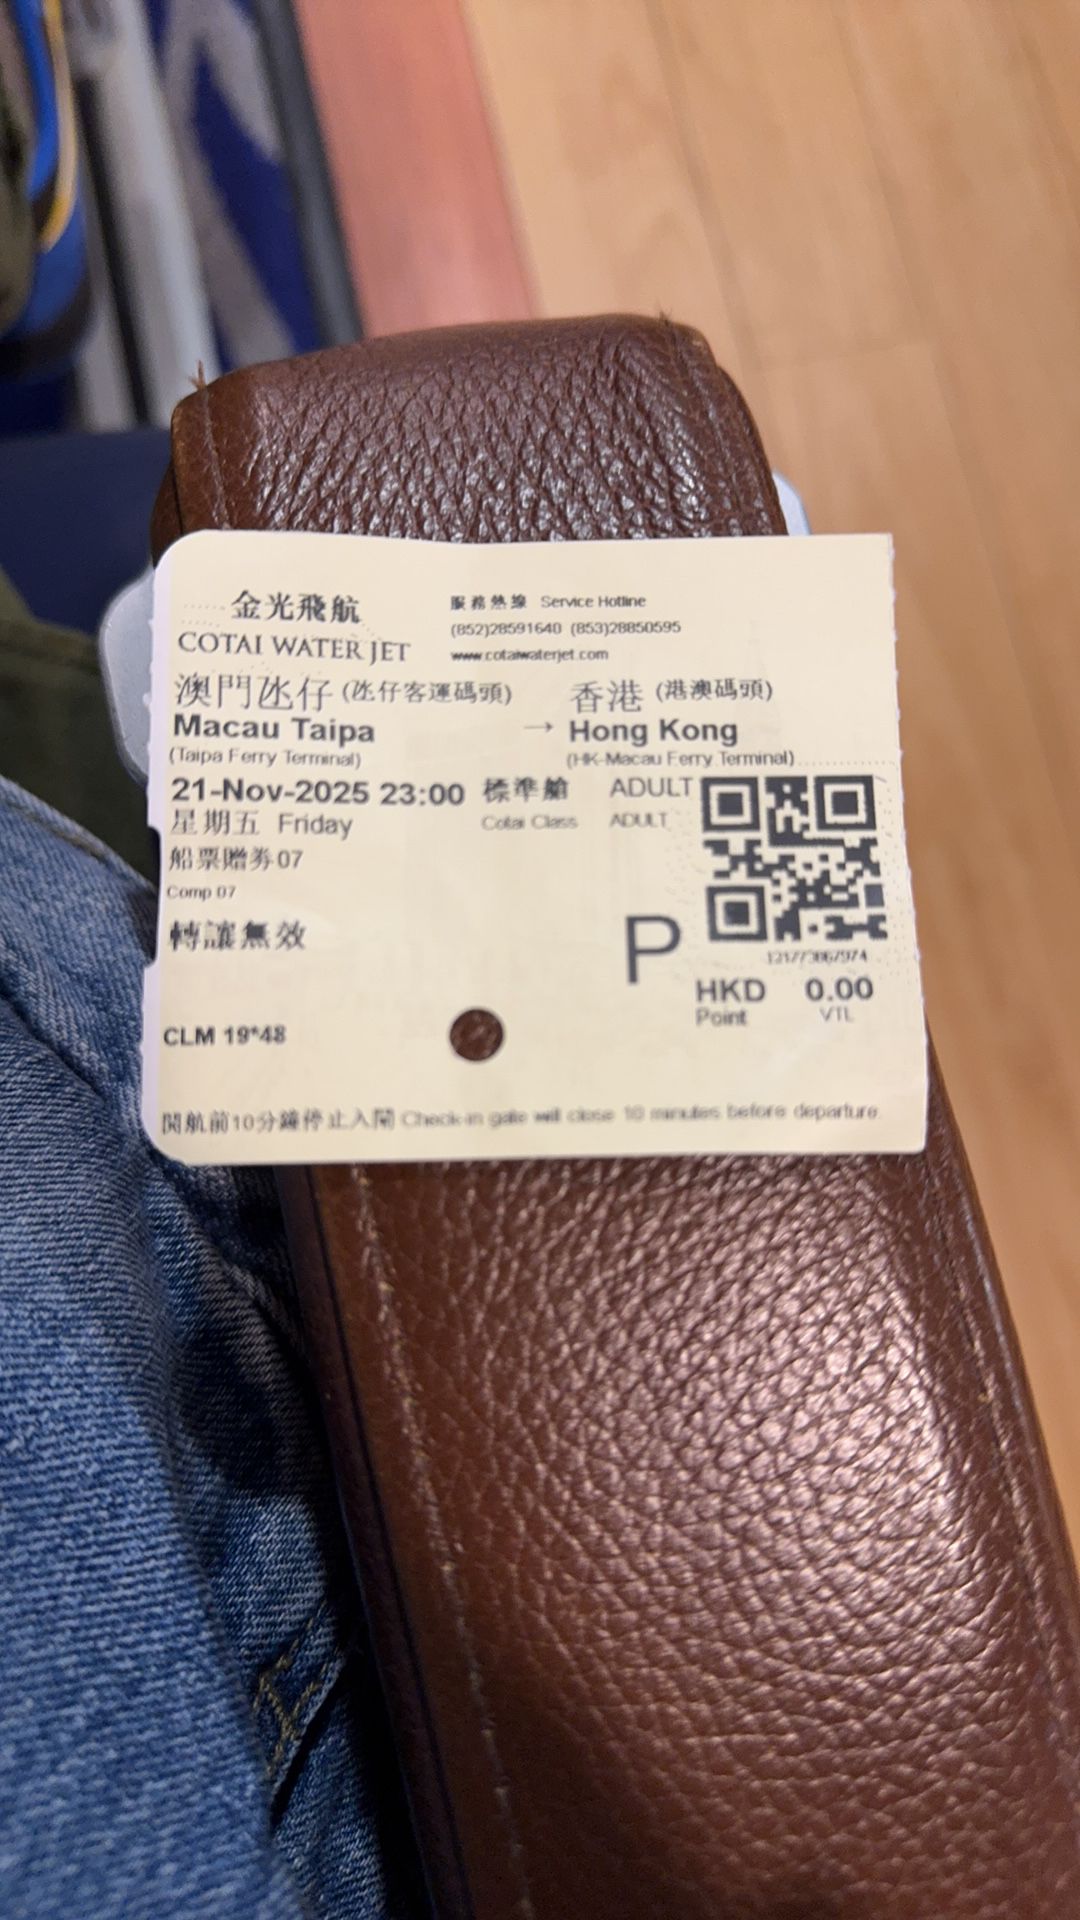 金光飛航
COTAI WATER JET
服務熱線 Service Hotline
(852)28591640 (853)28850595
www.cotaiwaterjet.com
澳門氹仔 (氹仔客運碼頭)
Macau Taipa
(Taipa Ferry Terminal)
→
香港 (港澳碼頭)
Hong Kong
(HK-Macau Ferry Terminal)
21-Nov-2025 23:00 標準艙 ADULT
星期五 Friday Cotai Class ADULT
船票贈券07
Comp 07
轉讓無效
P
121773867974
HKD 0.00
Point VTL
CLM 19*48
開航前10分鐘停止入閘 Check-in gate will close 10 minutes before departure.